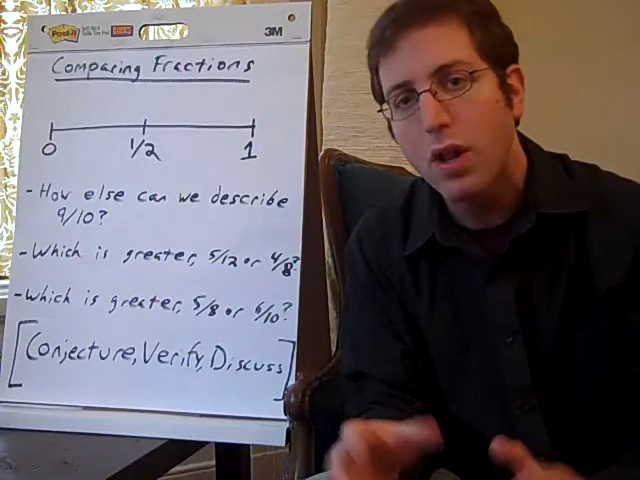 Post-it
3M
Comparing Fractions
0 1/2 1
- How else can we describe
9/10?
- Which is greater, 5/12 or 4/8?
- Which is greater, 5/8 or 6/10?
[Conjecture, Verify, Discuss]